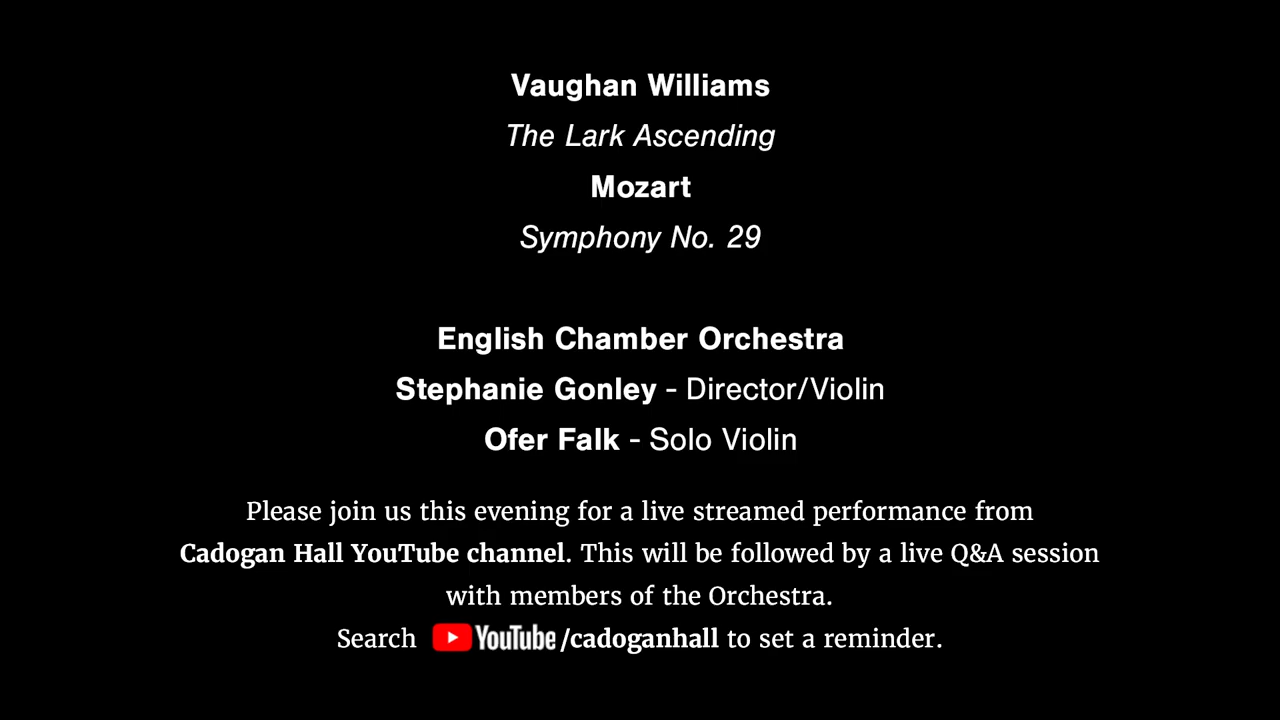 Vaughan Williams
The Lark Ascending
Mozart
Symphony No. 29
English Chamber Orchestra
Stephanie Gonley - Director/Violin
Ofer Falk - Solo Violin
Please join us this evening for a live streamed performance from
Cadogan Hall YouTube channel. This will be followed by a live Q&A session
with members of the Orchestra.
Search YouTube/cadoganhall to set a reminder.